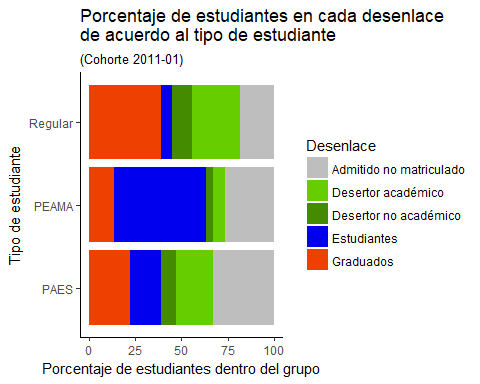 Porcentaje de estudiantes en cada desenlace
de acuerdo al tipo de estudiante
(Cohorte 2011-01)
Tipo de estudiante
Regular
PEAMA
PAES
0 25 50 75 100
Porcentaje de estudiantes dentro del grupo
Desenlace
Admitido no matriculado
Desertor académico
Desertor no académico
Estudiantes
Graduados